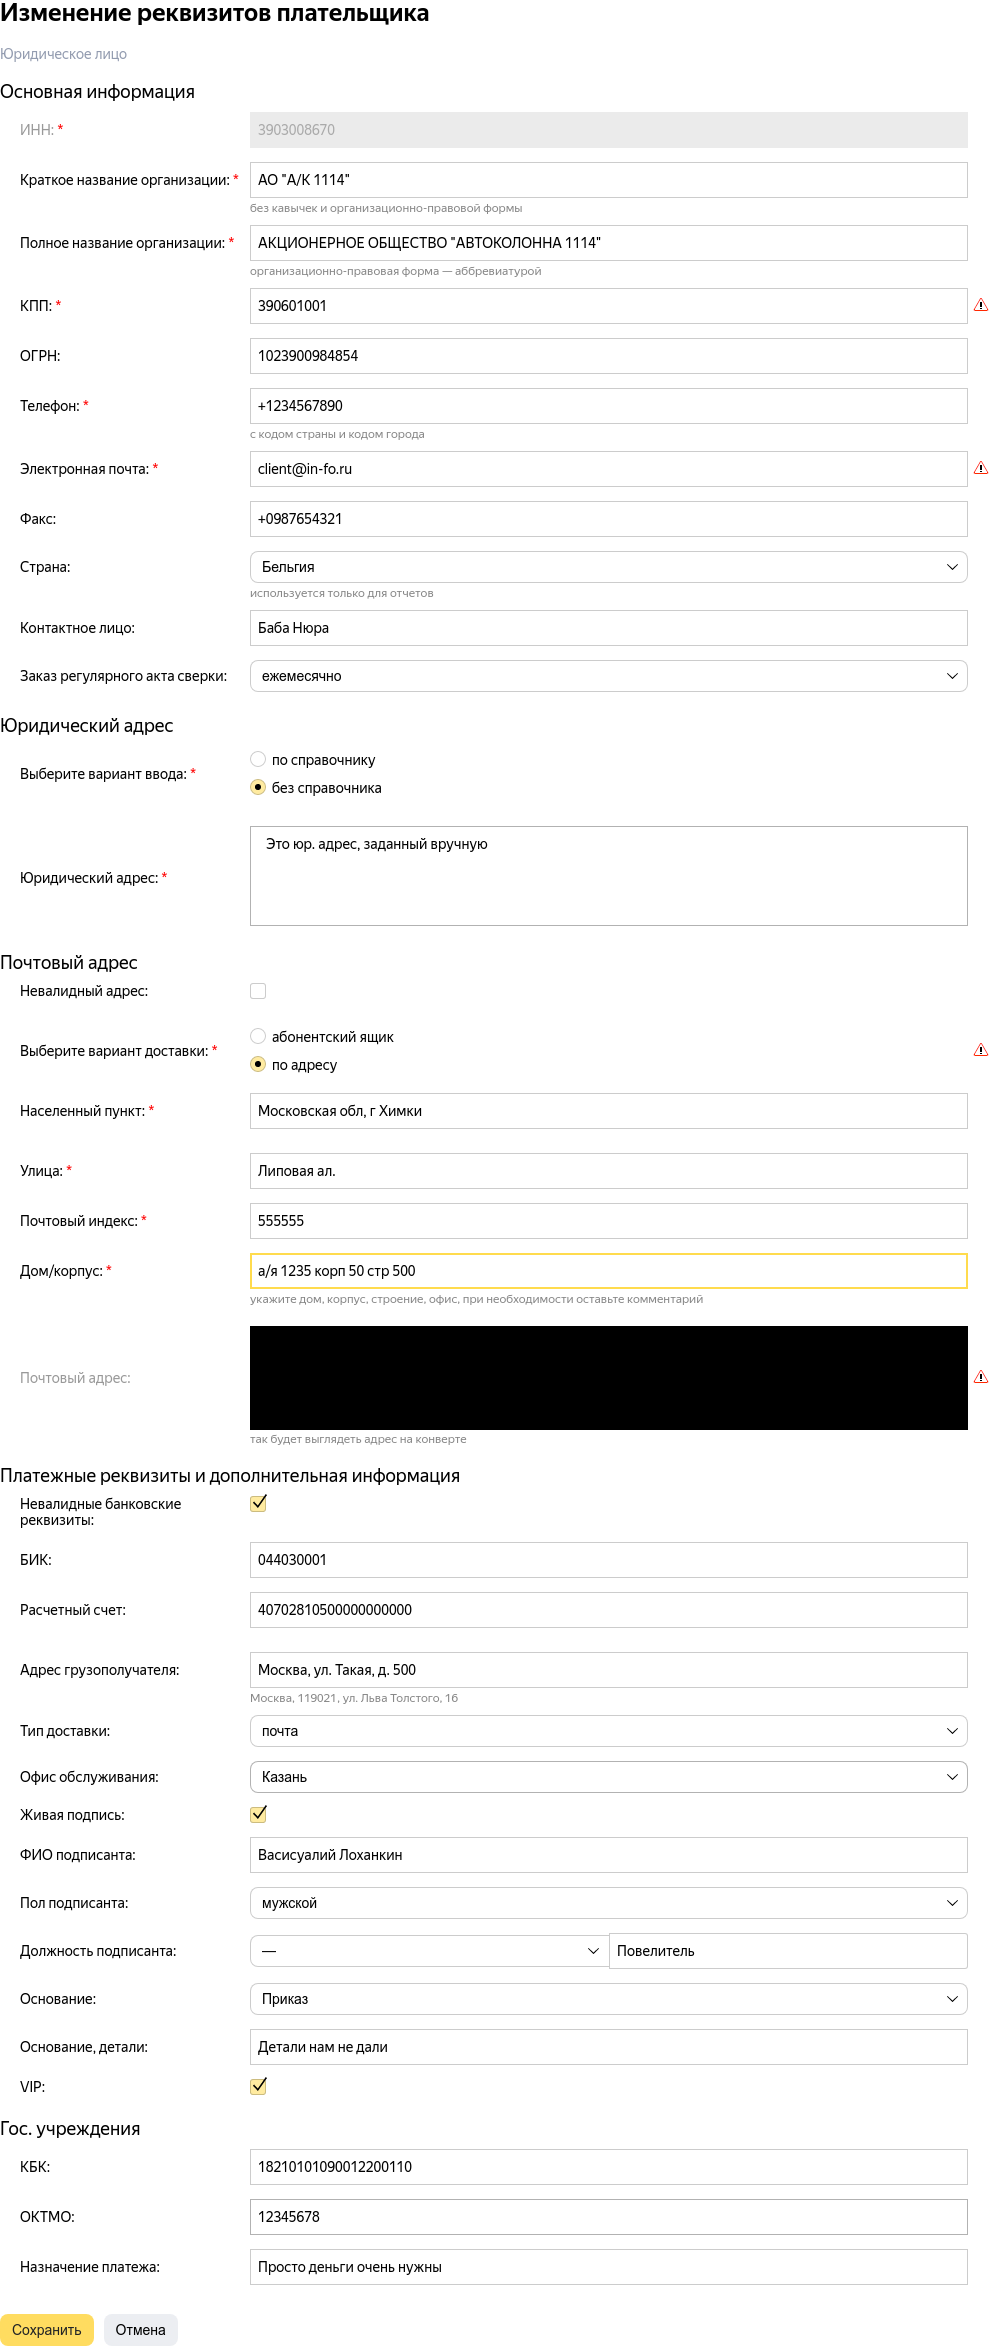 Изменение реквизитов плательщика
Юридическое лицо
Основная информация
ИНН: * 3903008670
Краткое название организации: * АО "А/К 1114"
без кавычек и организационно-правовой формы
Полное название организации: * АКЦИОНЕРНОЕ ОБЩЕСТВО "АВТОКОЛОННА 1114"
организационно-правовая форма — аббревиатурой
КПП: * 390601001
ОГРН: 1023900984854
Телефон: * +1234567890
с кодом страны и кодом города
Электронная почта: * client@in-fo.ru
Факс: +0987654321
Страна: Бельгия
используется только для отчетов
Контактное лицо: Баба Нюра
Заказ регулярного акта сверки: ежемесячно
Юридический адрес
Выберите вариант ввода: *
по справочнику
без справочника
Юридический адрес: *
Это юр. адрес, заданный вручную
Почтовый адрес
Невалидный адрес:
Выберите вариант доставки: *
абонентский ящик
по адресу
Населенный пункт: * Московская обл, г Химки
Улица: * Липовая ал.
Почтовый индекс: * 555555
Дом/корпус: * а/я 1235 корп 50 стр 500
укажите дом, корпус, строение, офис, при необходимости оставьте комментарий
Почтовый адрес:
так будет выглядеть адрес на конверте
Платежные реквизиты и дополнительная информация
Невалидные банковские
реквизиты:
БИК: 044030001
Расчетный счет: 40702810500000000000
Адрес грузополучателя: Москва, ул. Такая, д. 500
Москва, 119021, ул. Льва Толстого, 16
Тип доставки: почта
Офис обслуживания: Казань
Живая подпись:
ФИО подписанта: Васисуалий Лоханкин
Пол подписанта: мужской
Должность подписанта: — Повелитель
Основание: Приказ
Основание, детали: Детали нам не дали
VIP:
Гос. учреждения
КБК: 18210101090012200110
ОКТМО: 12345678
Назначение платежа: Просто деньги очень нужны
Сохранить Отмена